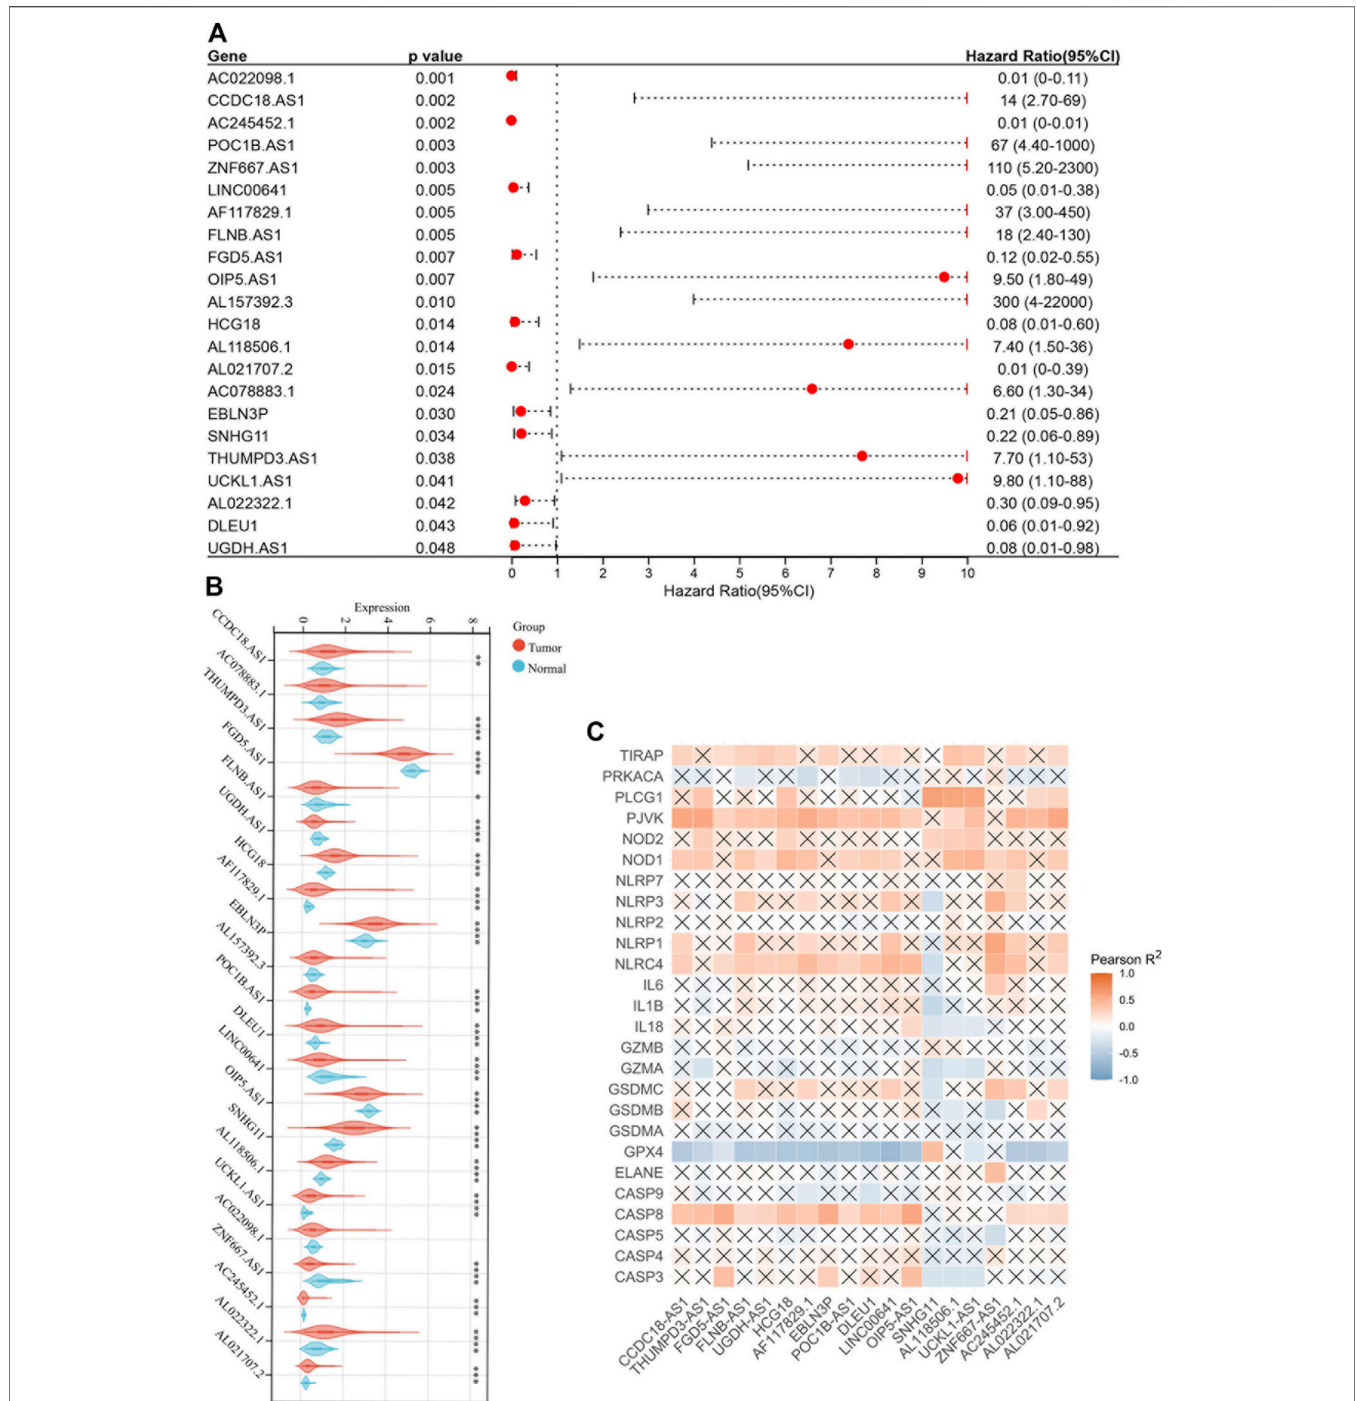 A
Gene p value Hazard Ratio(95%CI)
AC022098.1 0.001 0.01 (0-0.11)
CCDC18.AS1 0.002 14 (2.70-69)
AC245452.1 0.002 0.01 (0-0.01)
POC1B.AS1 0.003 67 (4.40-1000)
ZNF667.AS1 0.003 110 (5.20-2300)
LINC00641 0.005 0.05 (0.01-0.38)
AF117829.1 0.005 37 (3.00-450)
FLNB.AS1 0.005 18 (2.40-130)
FGD5.AS1 0.007 0.12 (0.02-0.55)
OIP5.AS1 0.007 9.50 (1.80-49)
AL157392.3 0.010 300 (4-22000)
HCG18 0.014 0.08 (0.01-0.60)
AL118506.1 0.014 7.40 (1.50-36)
AL021707.2 0.015 0.01 (0-0.39)
AC078883.1 0.024 6.60 (1.30-34)
EBLN3P 0.030 0.21 (0.05-0.86)
SNHG11 0.034 0.22 (0.06-0.89)
THUMPD3.AS1 0.038 7.70 (1.10-53)
UCKL1.AS1 0.041 9.80 (1.10-88)
AL022322.1 0.042 0.30 (0.09-0.95)
DLEU1 0.043 0.06 (0.01-0.92)
UGDH.AS1 0.048 0.08 (0.01-0.98)
0 1 2 3 4 5 6 7 8 9 10
Hazard Ratio(95%CI)
B
Expression
0 2 4 6 8
Group
Tumor
Normal
CCDC18.AS1
AC078883.1
THUMPD3.AS1
FGD5.AS1
FLNB.AS1
UGDH.AS1
HCG18
AF117829.1
EBLN3P
AL157392.3
POC1B.AS1
DLEU1
LINC00641
OIP5.AS1
SNHG11
AL118506.1
UCKL1.AS1
AC022098.1
ZNF667.AS1
AC245452.1
AL022322.1
AL021707.2
C
TIRAP
PRKACA
PLCG1
PJVK
NOD2
NOD1
NLRP7
NLRP3
NLRP2
NLRP1
NLRC4
IL6
IL1B
IL18
GZMB
GZMA
GSDMC
GSDMB
GSDMA
GPX4
ELANE
CASP9
CASP8
CASP5
CASP4
CASP3
CCDC18-AS1
THUMPD3-AS1
FGD5-AS1
FLNB-AS1
UGDH-AS1
HCG18
AF117829.1
EBLN3P
POC1B-AS1
DLEU1
LINC00641
OIP5-AS1
SNHG11
AL118506.1
UCKL1-AS1
ZNF667-AS1
AC245452.1
AL022322.1
AL021707.2
Pearson R²
1.0
0.5
0.0
-0.5
-1.0